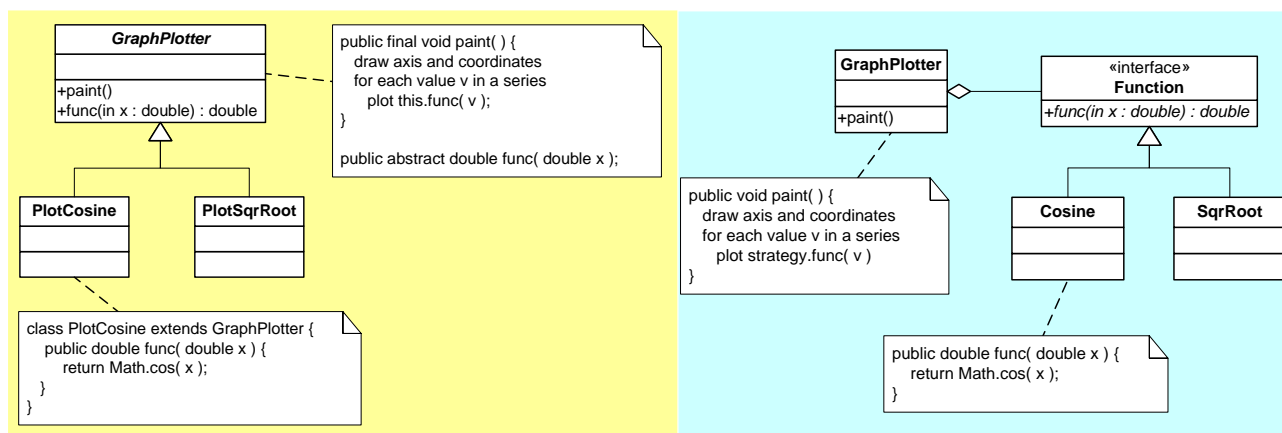 GraphPlotter
+paint()
+func(in x : double) : double
public final void paint( ) {
draw axis and coordinates
for each value v in a series
plot this.func( v );
}
public abstract double func( double x );
PlotCosine
PlotSqrRoot
class PlotCosine extends GraphPlotter {
public double func( double x ) {
return Math.cos( x );
}
}
GraphPlotter
+paint()
«interface»
Function
+func(in x : double) : double
public void paint( ) {
draw axis and coordinates
for each value v in a series
plot strategy.func( v )
}
Cosine
SqrRoot
public double func( double x ) {
return Math.cos( x );
}